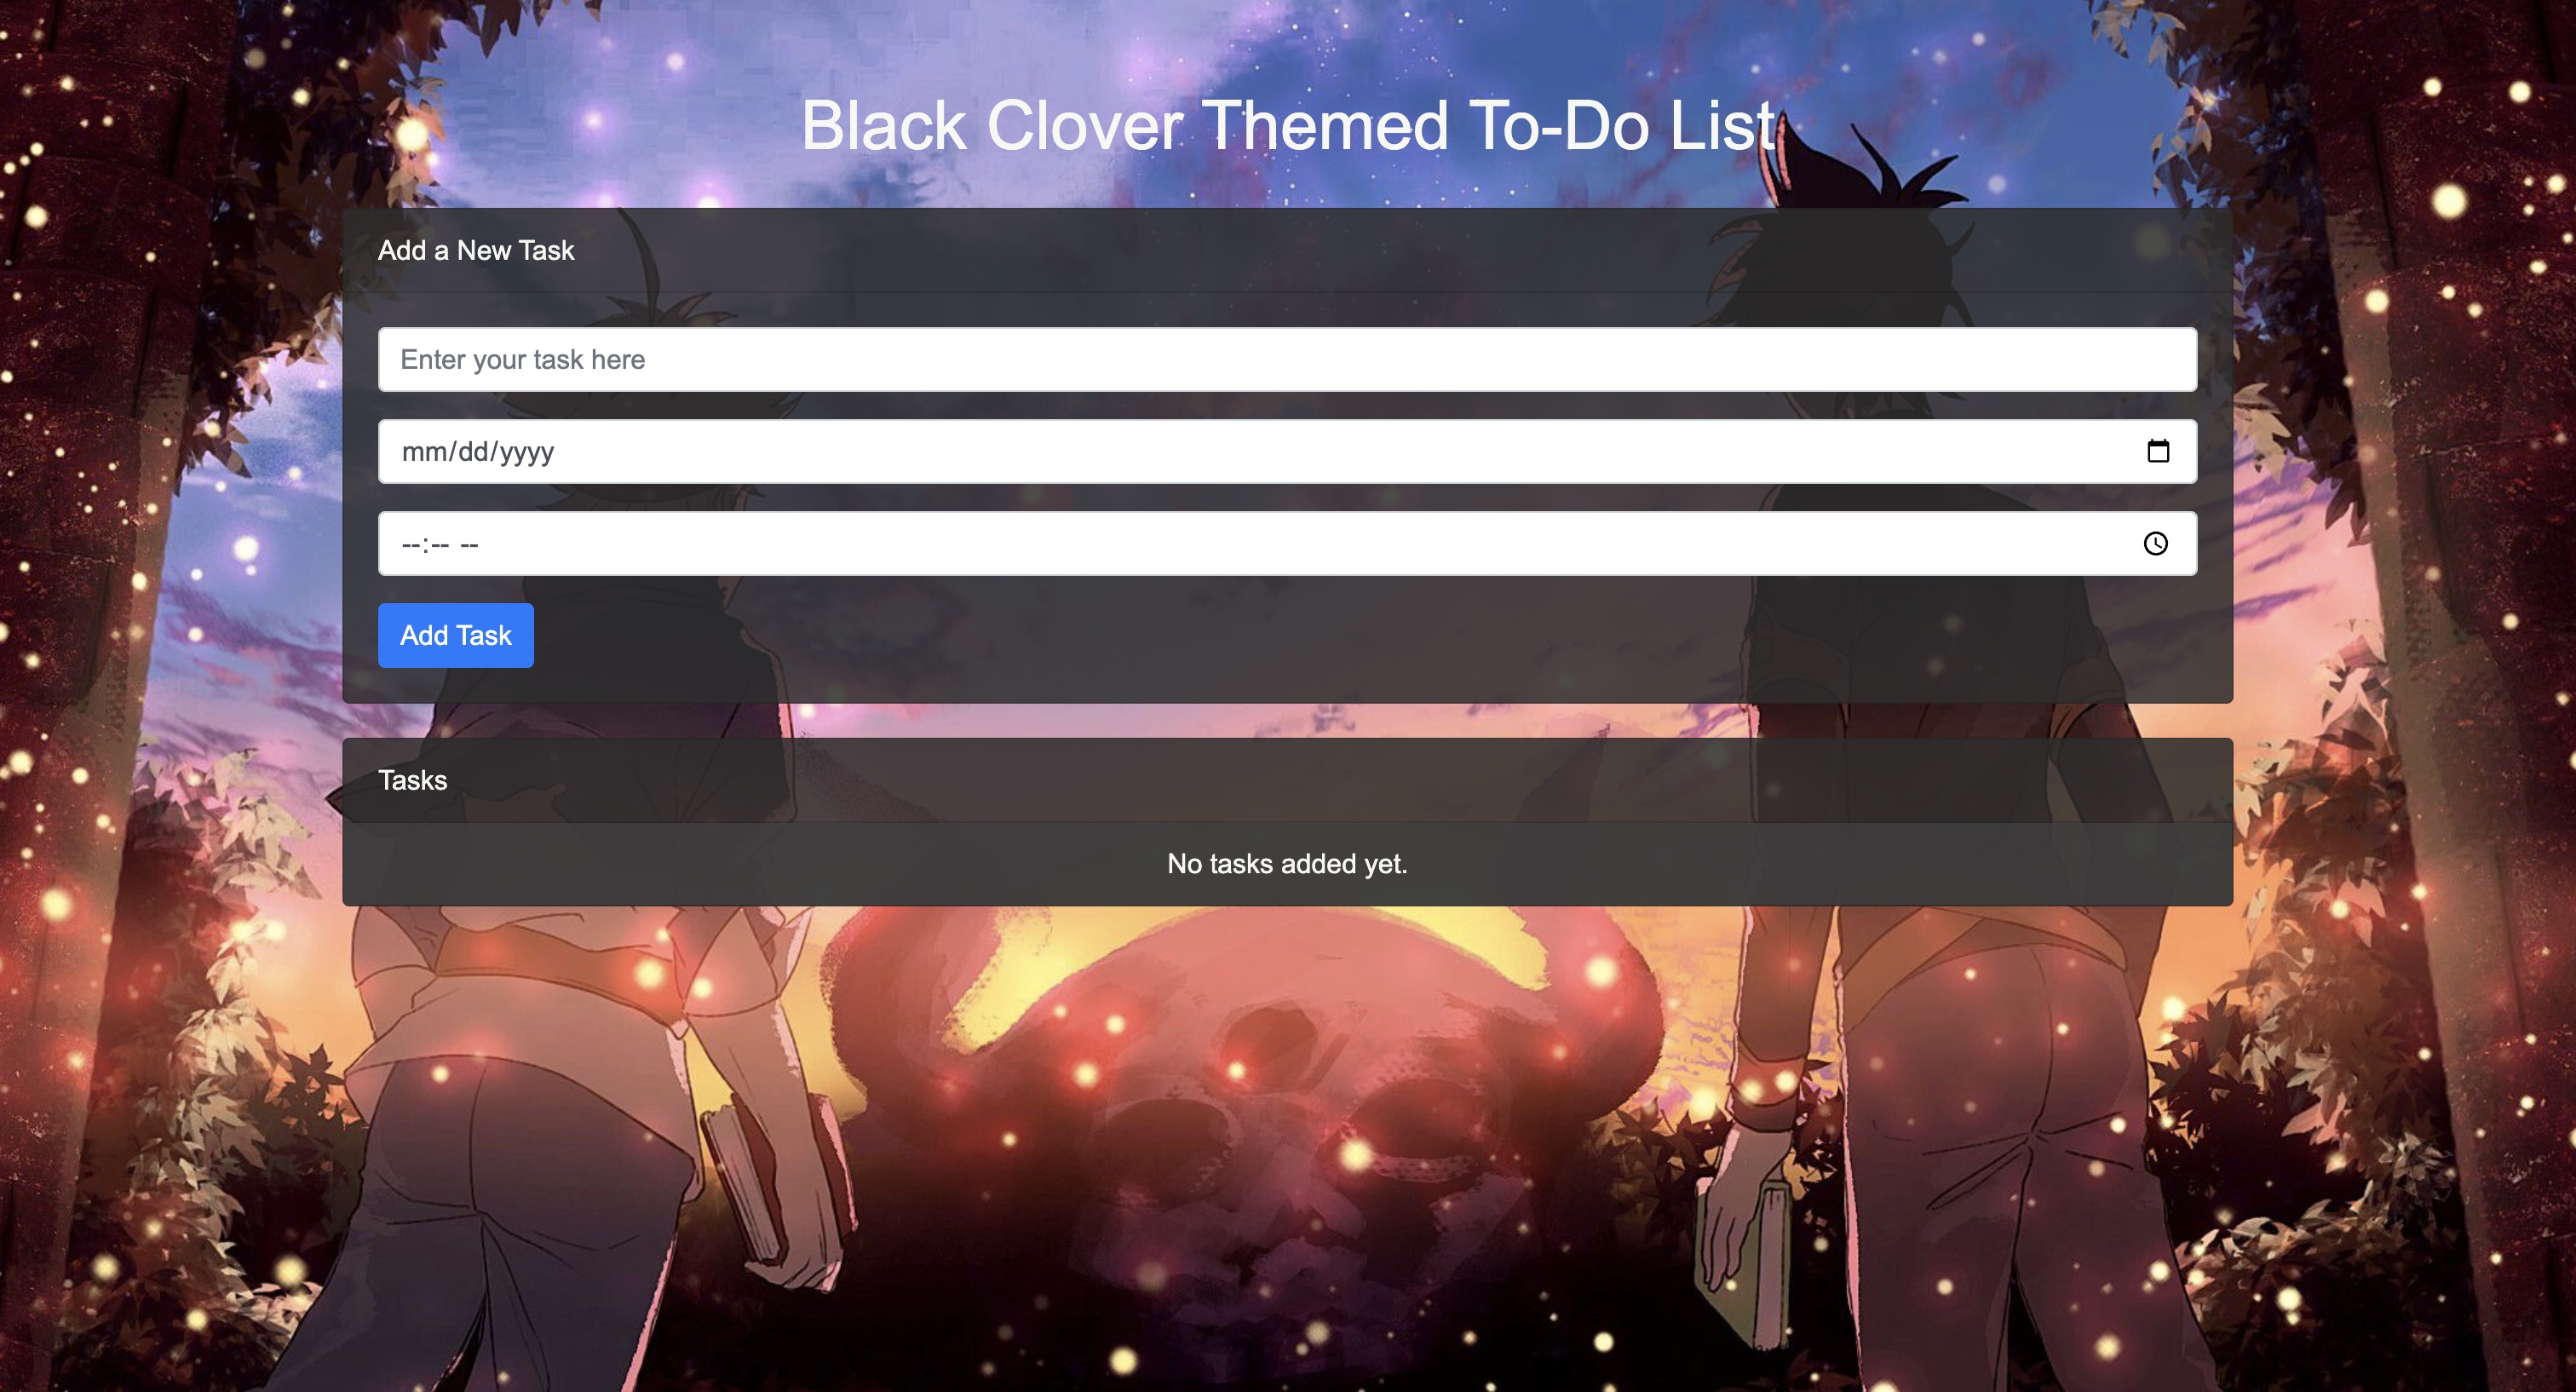 Black Clover Themed To-Do List
Add a New Task
Enter your task here
mm/dd/yyyy
--:-- --
Add Task
Tasks
No tasks added yet.